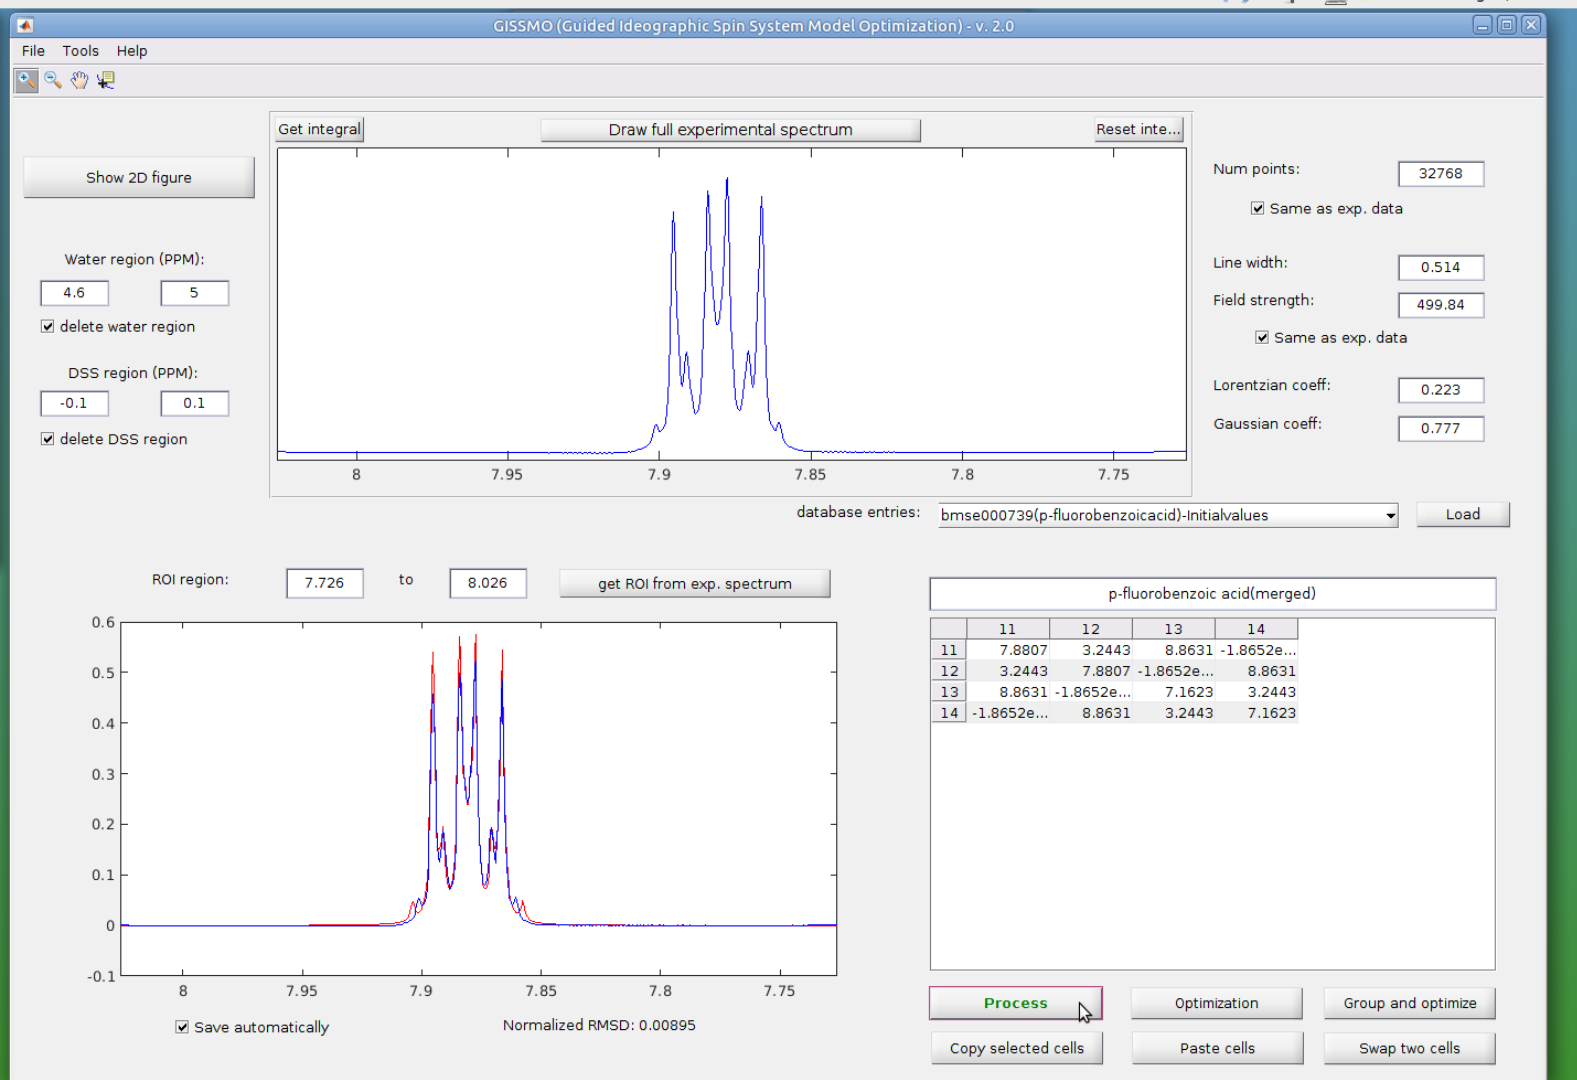 GISSMO (Guided Ideographic Spin System Model Optimization) - v. 2.0
File Tools Help
Get integral
Draw full experimental spectrum
Reset inte...
Show 2D figure
Water region (PPM):
4.6 5
delete water region
DSS region (PPM):
-0.1 0.1
delete DSS region
8 7.95 7.9 7.85 7.8 7.75
Num points: 32768
Same as exp. data
Line width: 0.514
Field strength: 499.84
Same as exp. data
Lorentzian coeff: 0.223
Gaussian coeff: 0.777
database entries: bmse000739(p-fluorobenzoicacid)-Initialvalues Load
ROI region: 7.726 to 8.026 get ROI from exp. spectrum
0.6
0.5
0.4
0.3
0.2
0.1
0
-0.1
8 7.95 7.9 7.85 7.8 7.75
Save automatically
Normalized RMSD: 0.00895
p-fluorobenzoic acid(merged)
11 12 13 14
11 7.8807 3.2443 8.8631 -1.8652e...
12 3.2443 7.8807 -1.8652e... 8.8631
13 8.8631 -1.8652e... 7.1623 3.2443
14 -1.8652e... 8.8631 3.2443 7.1623
Process Optimization Group and optimize
Copy selected cells Paste cells Swap two cells